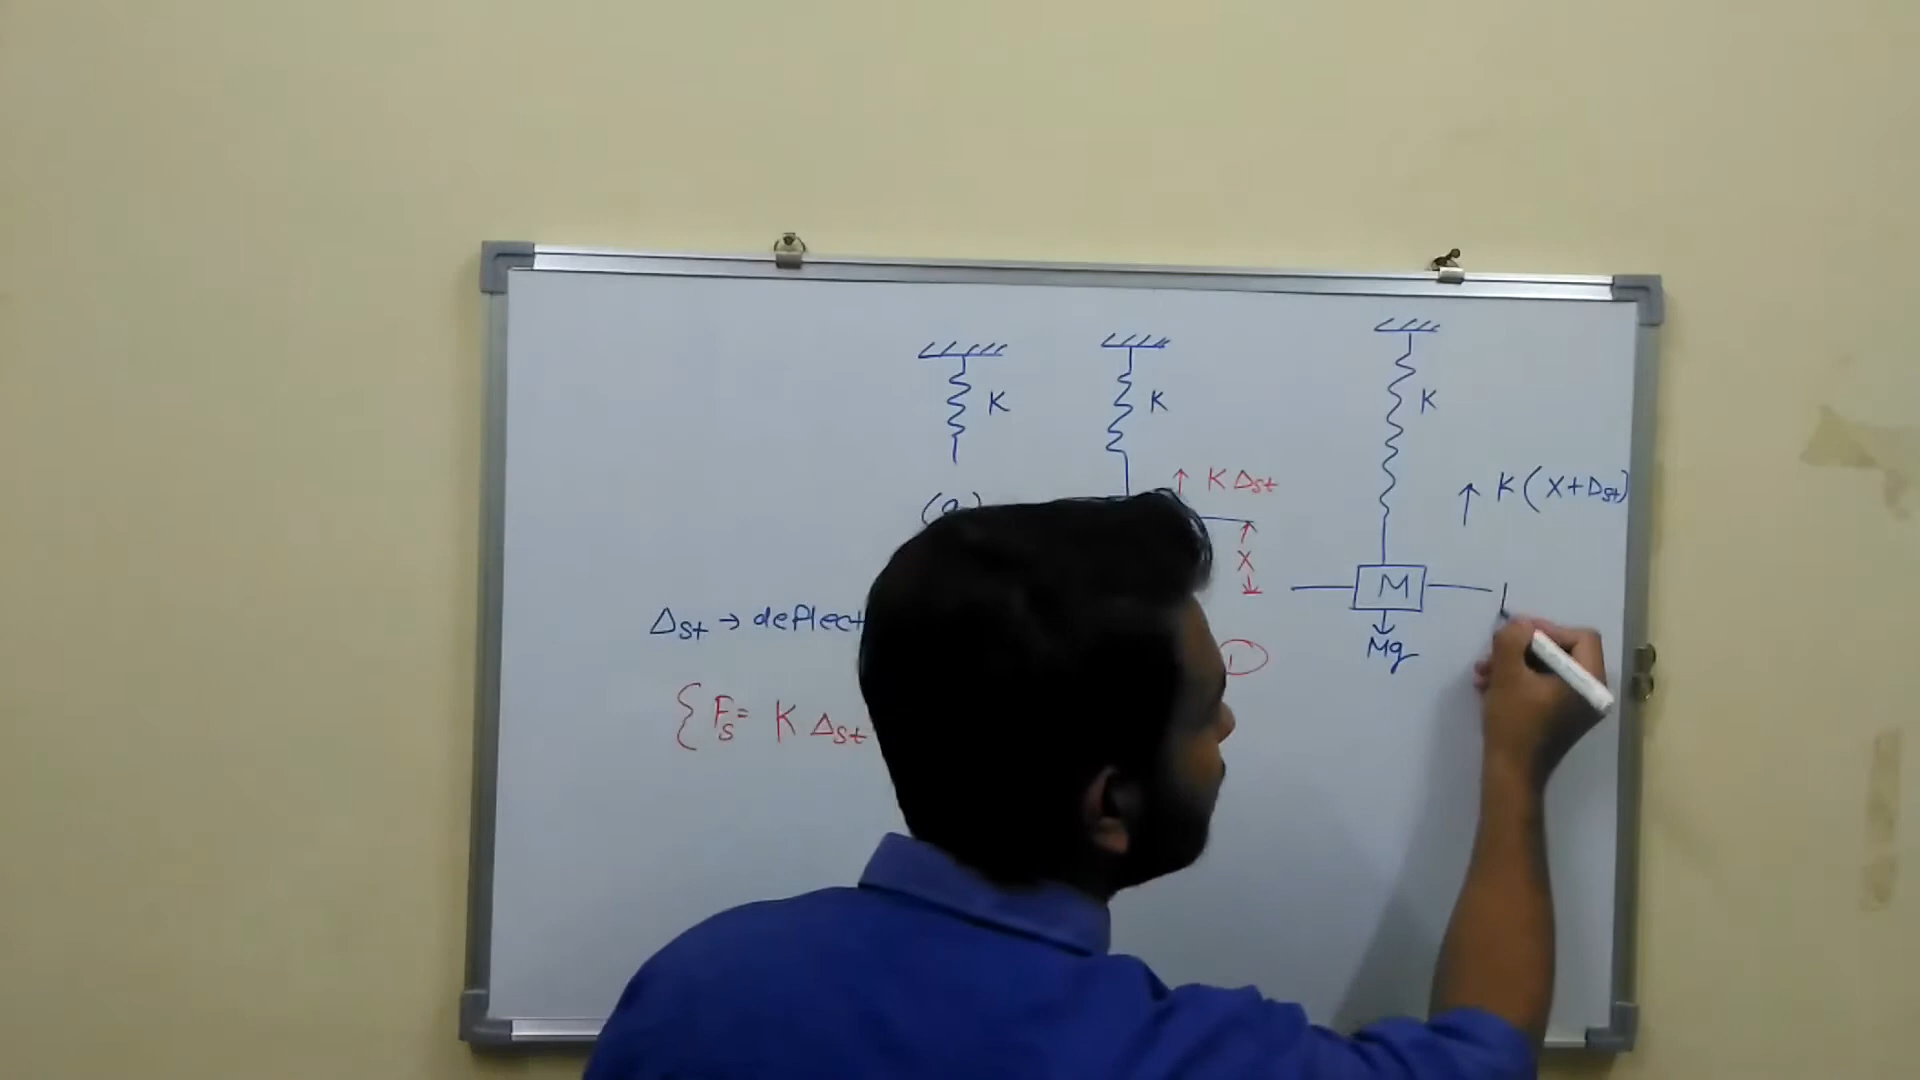 K
K
K
↑ K Δst
↑ K ( X + Δst )
X
M
Mg
Δst → deflect
{ Fs = K Δst